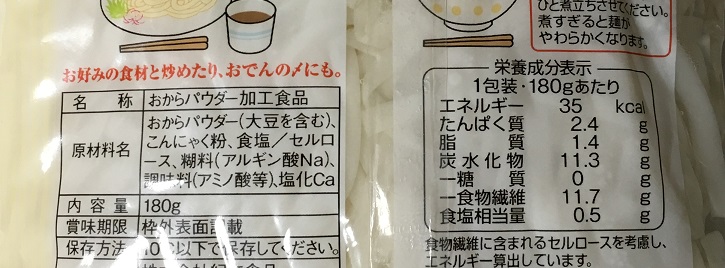 お好みの食材と炒めたり、おでんの〆にも。
名 称 おからパウダー加工食品
原材料名 おからパウダー(大豆を含む)、
こんにゃく粉、食塩／セルロ
ース、糊料(アルギン酸Na)、
調味料(アミノ酸等)、塩化Ca
内 容 量 180g
賞味期限 枠外表面記載
保存方法 10℃以下で保存してください。
ひと煮立ちさせてください。
煮すぎると麺が
やわらかくなります。
栄養成分表示
1包装・180gあたり
エネルギー 35 kcal
たんぱく質 2.4 g
脂 質 1.4 g
炭水化物 11.3 g
―糖 質 0 g
―食物繊維 11.7 g
食塩相当量 0.5 g
食物繊維に含まれるセルロースを考慮し、
エネルギー算出しています。